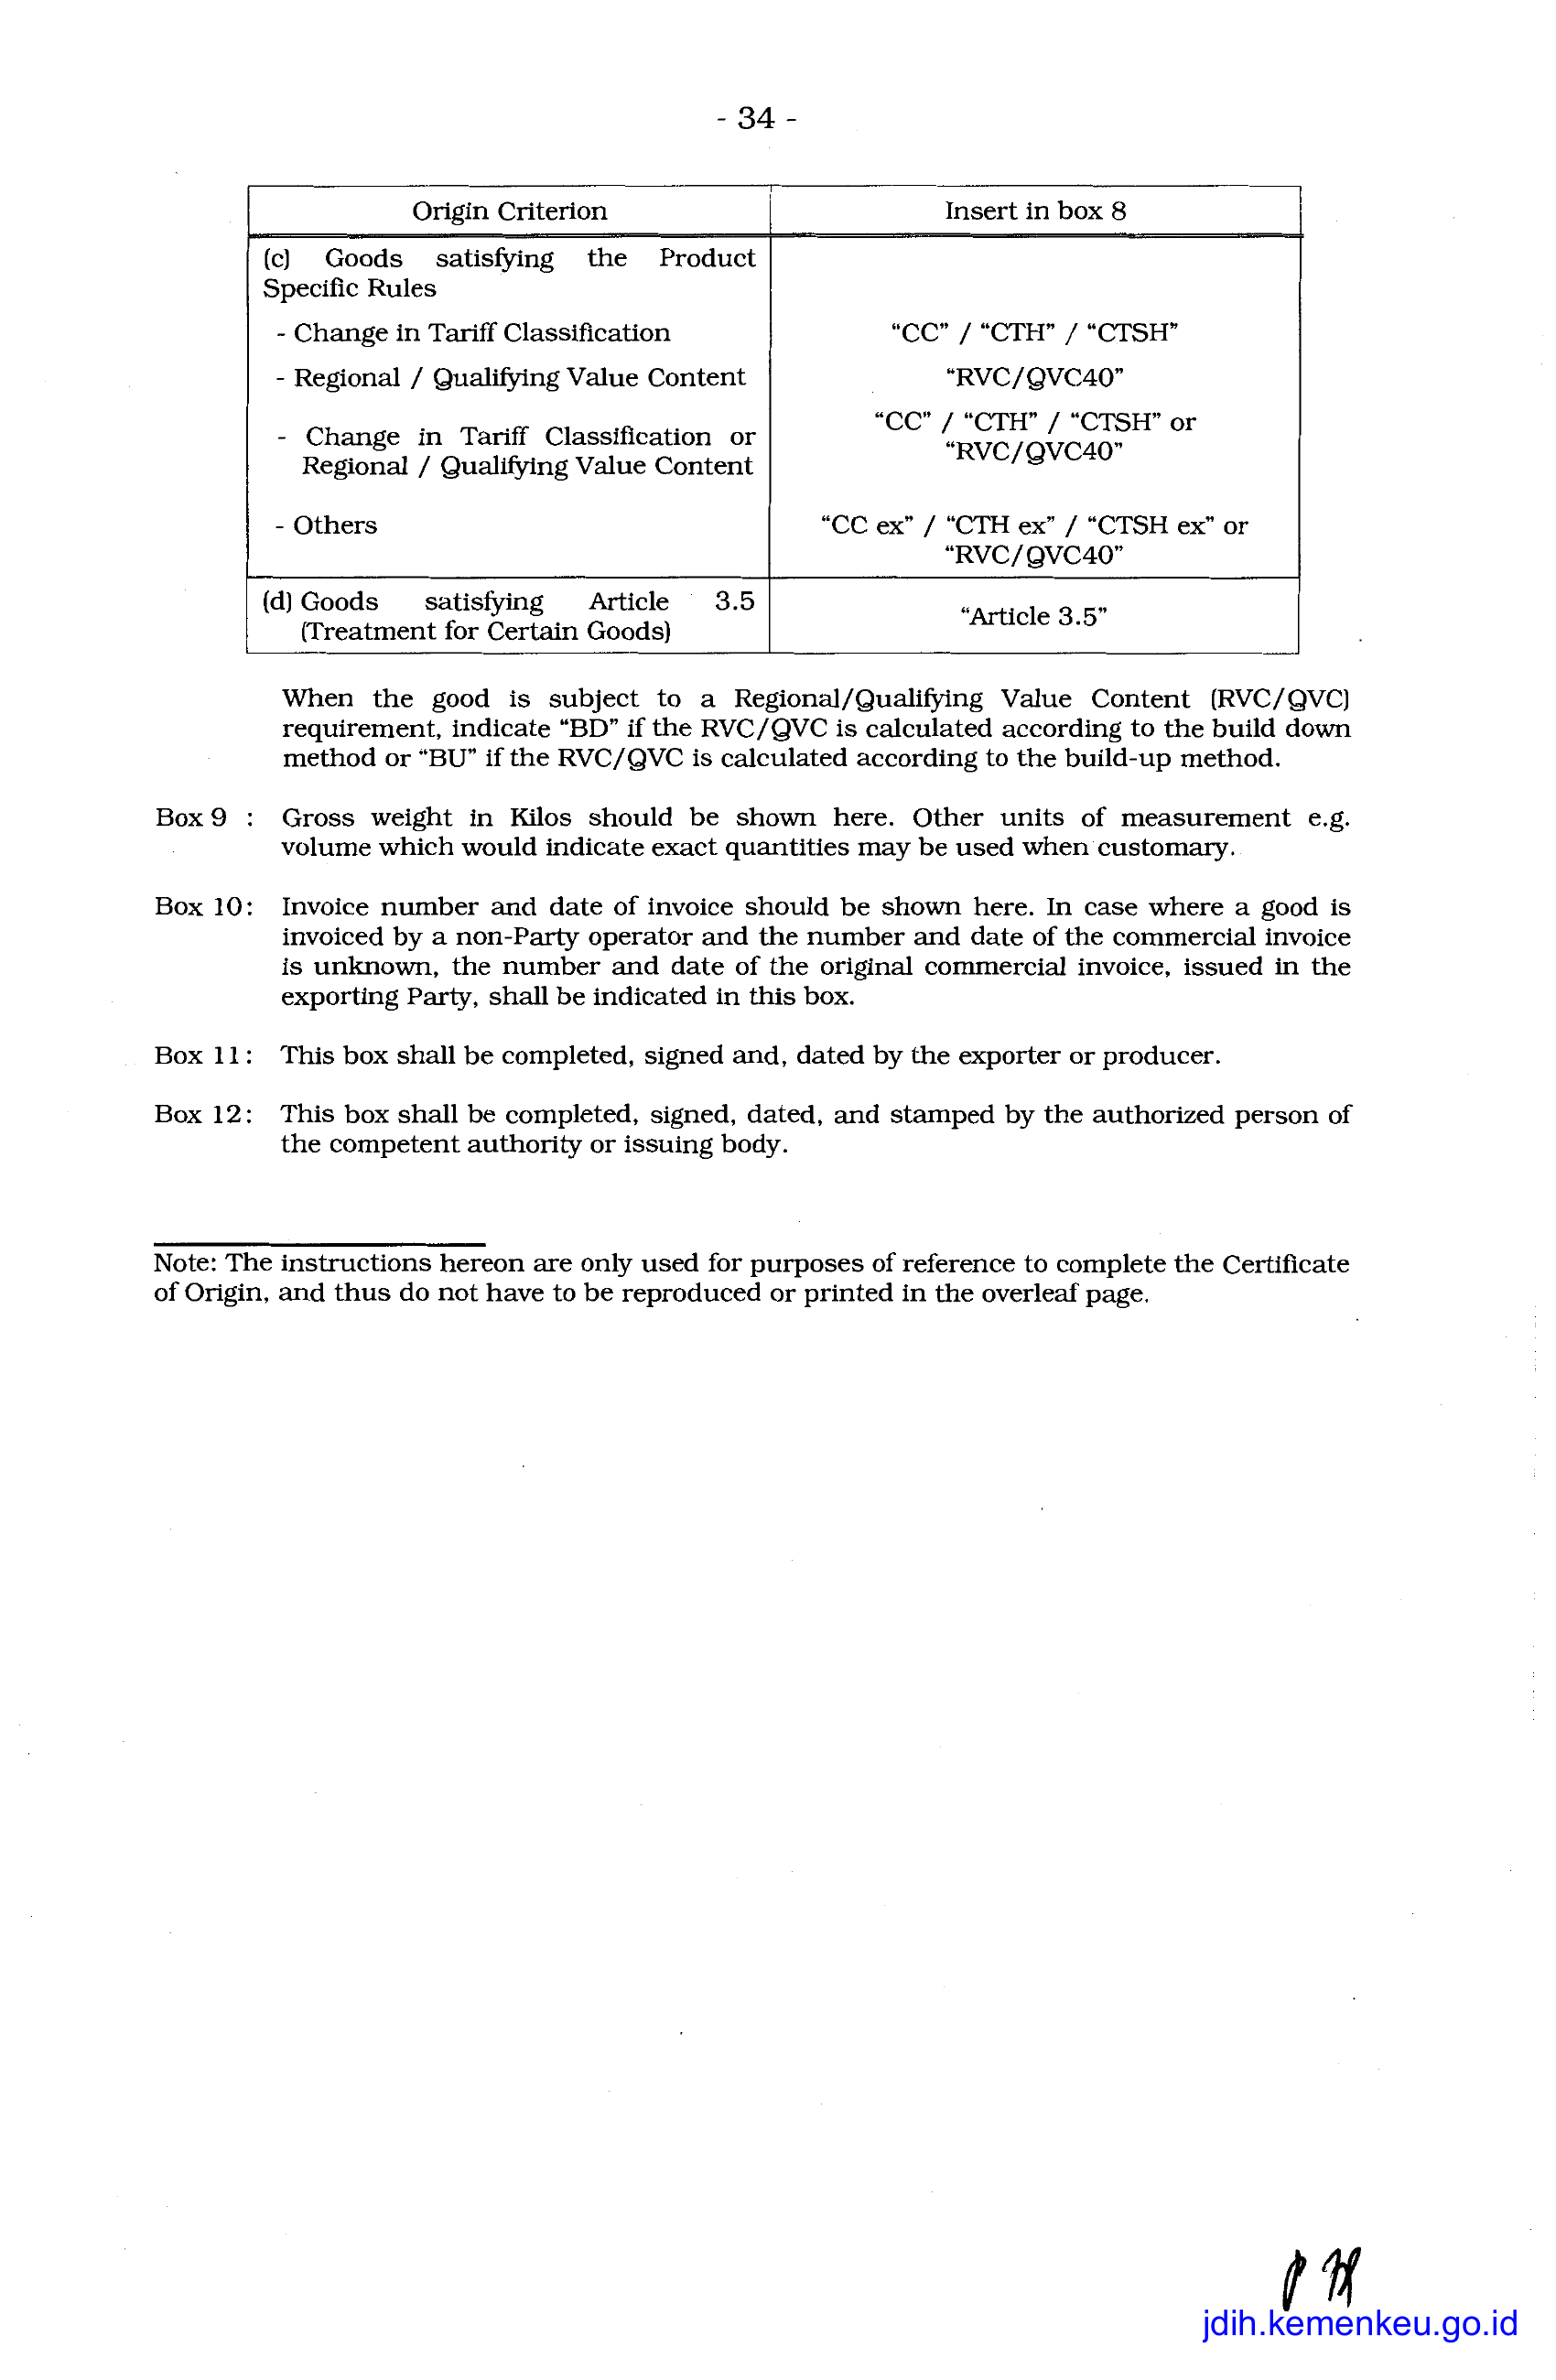 - 34 -
Origin Criterion
Insert in box 8
(c) Goods satisfying the Product
Specific Rules
- Change in Tariff Classification
“CC” / “CTH” / “CTSH”
- Regional / Qualifying Value Content
“RVC/QVC40”
- Change in Tariff Classification or
Regional / Qualifying Value Content
“CC” / “CTH” / “CTSH” or
“RVC/QVC40”
- Others
“CC ex” / “CTH ex” / “CTSH ex” or
“RVC/QVC40”
(d) Goods satisfying Article 3.5
(Treatment for Certain Goods)
“Article 3.5”
When the good is subject to a Regional/Qualifying Value Content (RVC/QVC)
requirement, indicate “BD” if the RVC/QVC is calculated according to the build down
method or “BU” if the RVC/QVC is calculated according to the build-up method.
Box 9 : Gross weight in Kilos should be shown here. Other units of measurement e.g.
volume which would indicate exact quantities may be used when customary.
Box 10: Invoice number and date of invoice should be shown here. In case where a good is
invoiced by a non-Party operator and the number and date of the commercial invoice
is unknown, the number and date of the original commercial invoice, issued in the
exporting Party, shall be indicated in this box.
Box 11: This box shall be completed, signed and, dated by the exporter or producer.
Box 12: This box shall be completed, signed, dated, and stamped by the authorized person of
the competent authority or issuing body.
Note: The instructions hereon are only used for purposes of reference to complete the Certificate
of Origin, and thus do not have to be reproduced or printed in the overleaf page.
jdih.kemenkeu.go.id